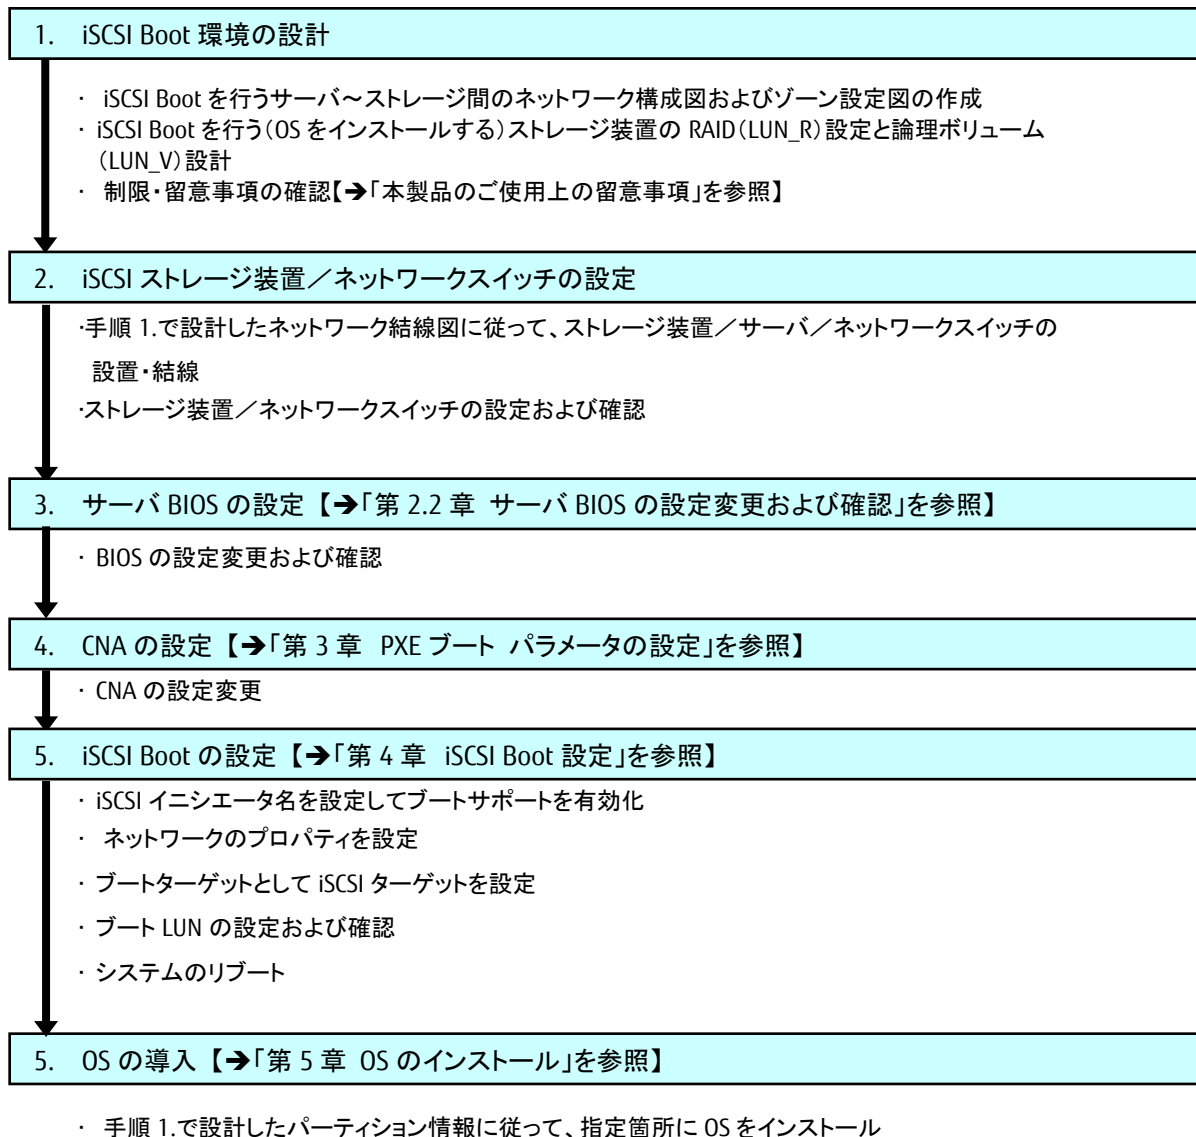 1. iSCSI Boot 環境の設計
· iSCSI Boot を行うサーバ～ストレージ間のネットワーク構成図およびゾーン設定図の作成
· iSCSI Boot を行う(OS をインストールする)ストレージ装置の RAID(LUN_R)設定と論理ボリューム
(LUN_V)設計
· 制限・留意事項の確認【➔「本製品のご使用上の留意事項」を参照】
2. iSCSI ストレージ装置／ネットワークスイッチの設定
·手順 1.で設計したネットワーク結線図に従って、ストレージ装置／サーバ／ネットワークスイッチの
設置・結線
·ストレージ装置／ネットワークスイッチの設定および確認
3. サーバ BIOS の設定 【➔「第 2.2 章 サーバ BIOS の設定変更および確認」を参照】
· BIOS の設定変更および確認
4. CNA の設定 【➔「第 3 章 PXE ブート パラメータの設定」を参照】
· CNA の設定変更
5. iSCSI Boot の設定 【➔「第 4 章 iSCSI Boot 設定」を参照】
· iSCSI イニシエータ名を設定してブートサポートを有効化
· ネットワークのプロパティを設定
· ブートターゲットとして iSCSI ターゲットを設定
· ブート LUN の設定および確認
· システムのリブート
5. OS の導入 【➔「第 5 章 OS のインストール」を参照】
· 手順 1.で設計したパーティション情報に従って、指定箇所に OS をインストール